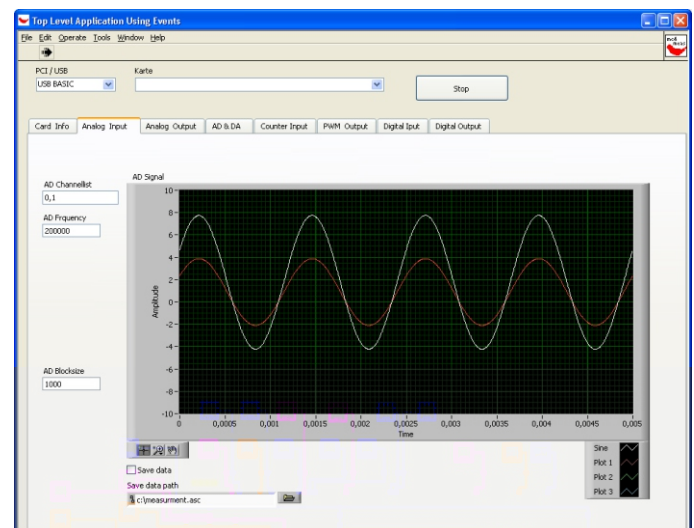 Top Level Application Using Events
File Edit Operate Tools Window Help
PCI / USB
Karte
USB BASIC
Stop
Card Info Analog Input Analog Output AD & DA Counter Input PWM Output Digital Iput Digital Output
AD Channellist
0,1
AD Frquency
200000
AD Blocksize
1000
AD Signal
Amplitude
10
8
6
4
2
0
-2
-4
-6
-8
-10
0 0,0005 0,001 0,0015 0,002 0,0025 0,003 0,0035 0,004 0,0045 0,005
Time
Sine
Plot 1
Plot 2
Plot 3
Save data
Save data path
c:\measurment.asc